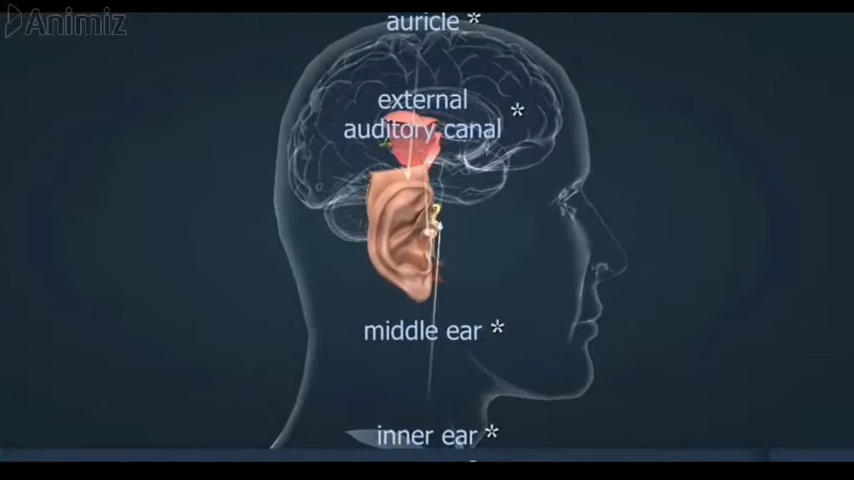 Animiz
auricle *
external
auditory canal *
middle ear *
inner ear *